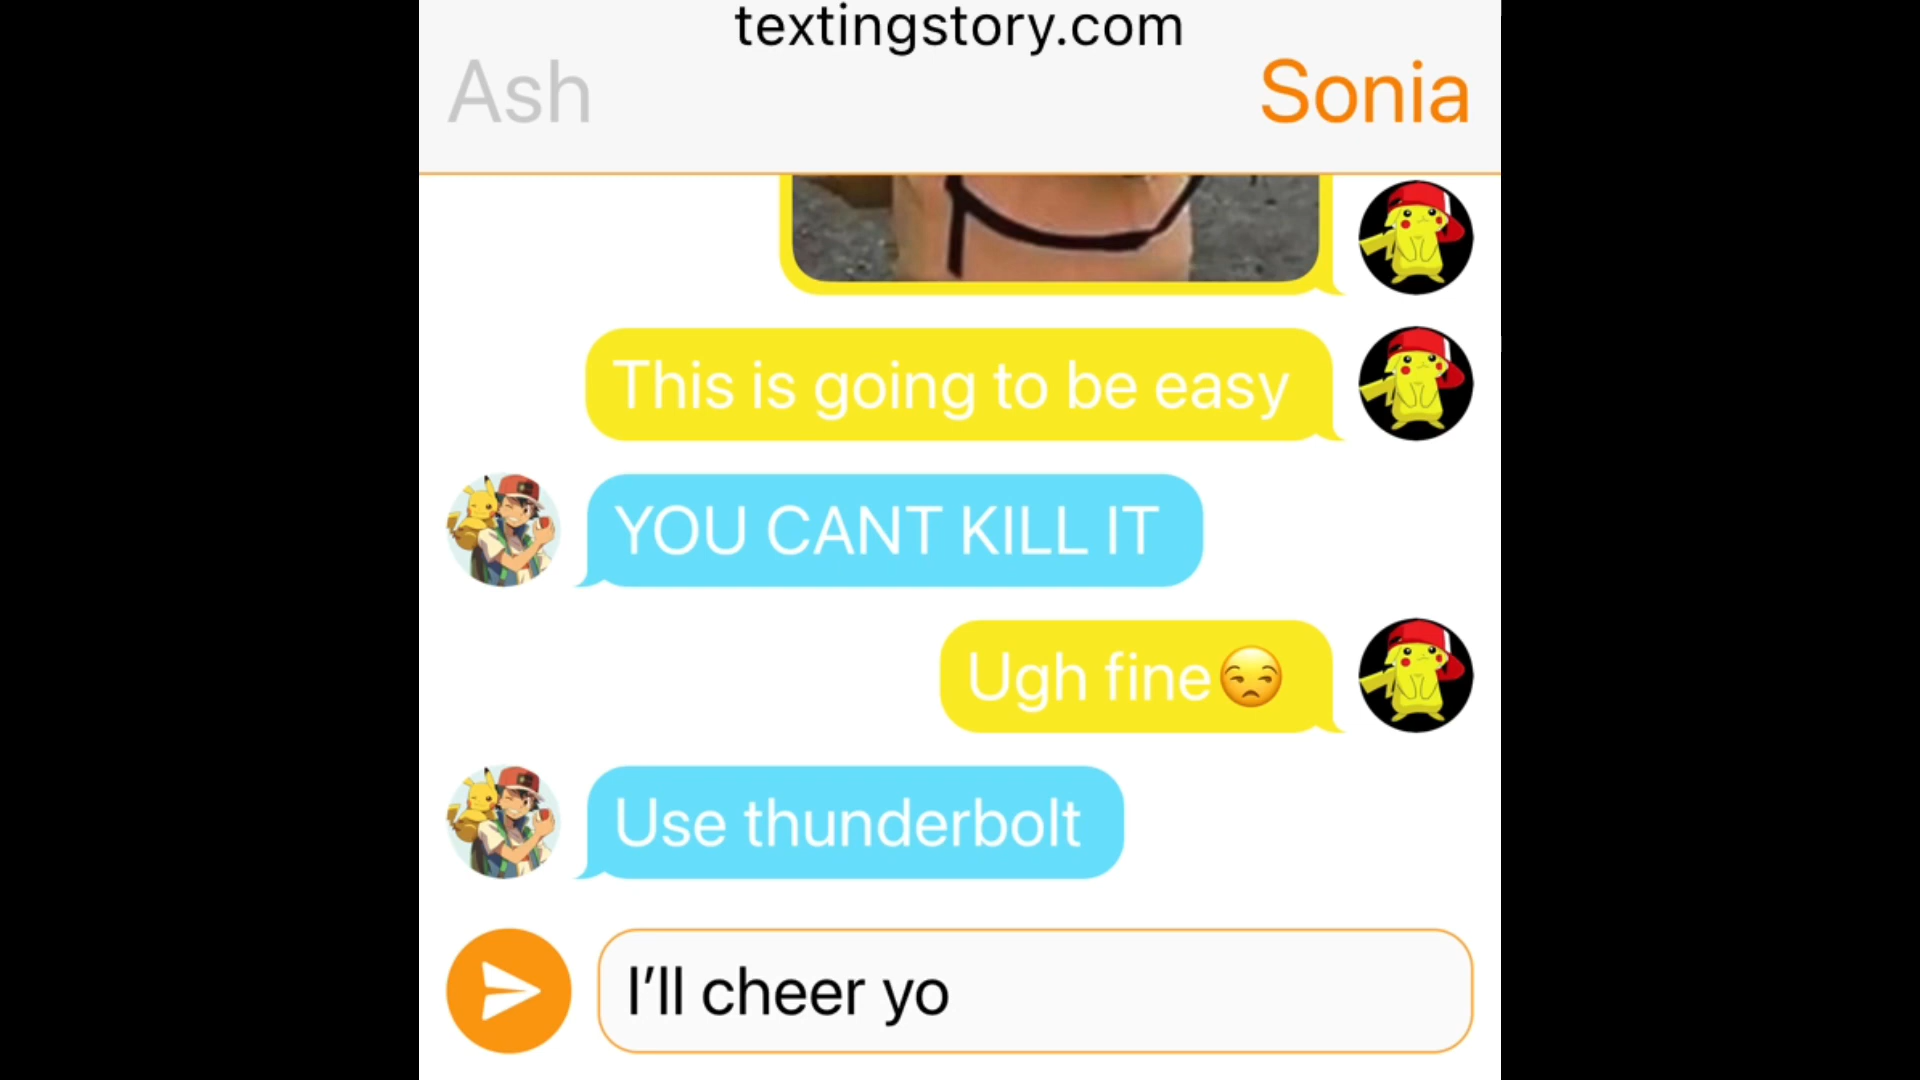 textingstory.com
Ash
Sonia
This is going to be easy
YOU CANT KILL IT
Ugh fine😒
Use thunderbolt
I’ll cheer yo